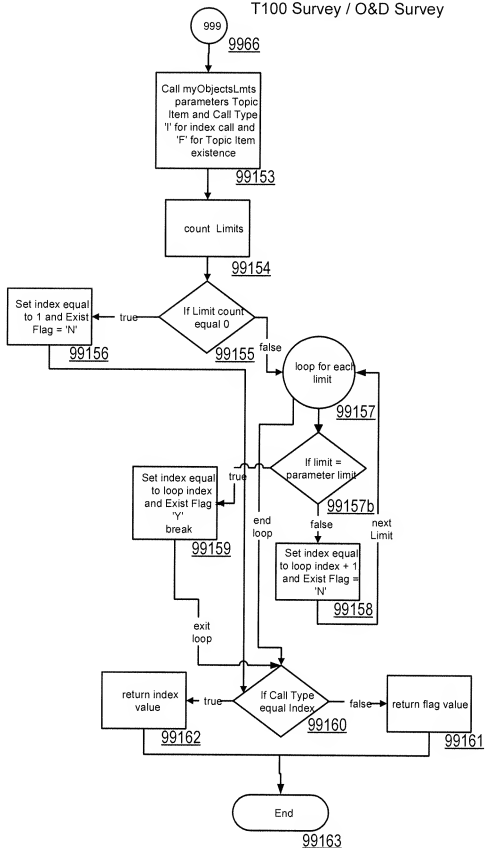 T100 Survey / O&D Survey
999
9966
Call myObjectsLmts
parameters Topic
Item and Call Type
'I' for index call and
'F' for Topic Item
existence
99153
count Limits
99154
If Limit count
equal 0
99155
true
false
Set index equal
to 1 and Exist
Flag = 'N'
99156
loop for each
limit
99157
If limit =
parameter limit
99157b
true
false
Set index equal
to loop index
and Exist Flag
'Y'
break
99159
end
loop
next
Limit
Set index equal
to loop index + 1
and Exist Flag =
'N'
99158
exit
loop
If Call Type
equal Index
99160
true
false
return index
value
99162
return flag value
99161
End
99163